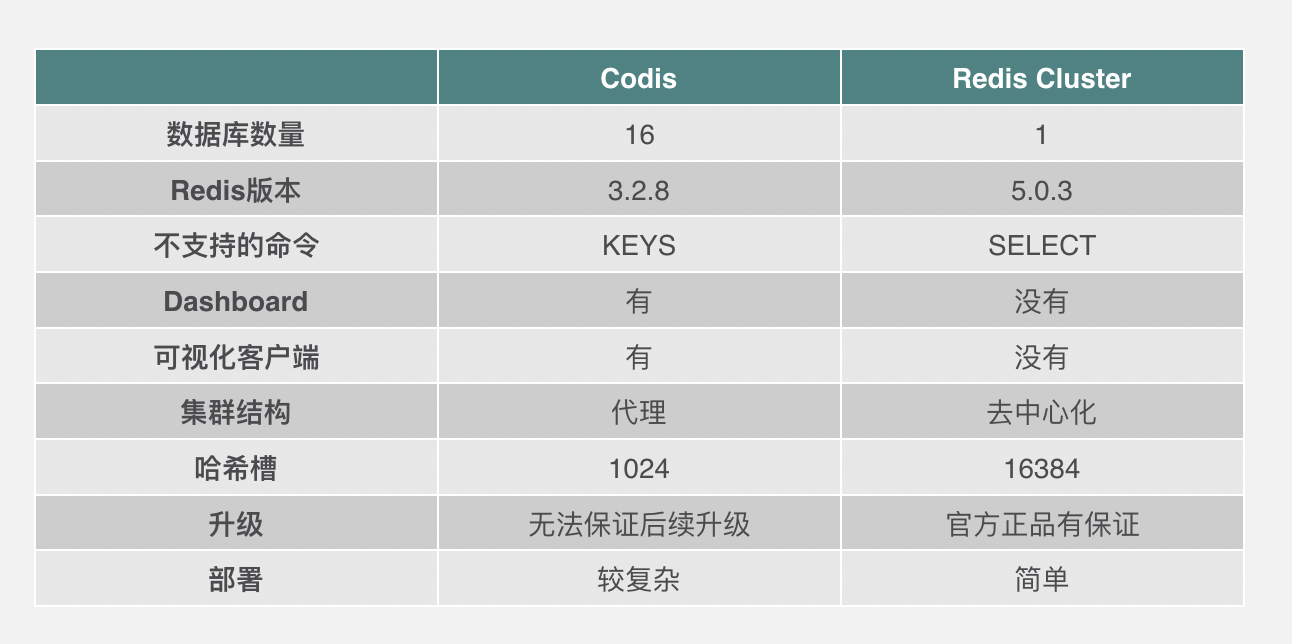 Codis Redis Cluster
数据库数量 16 1
Redis版本 3.2.8 5.0.3
不支持的命令 KEYS SELECT
Dashboard 有 没有
可视化客户端 有 没有
集群结构 代理 去中心化
哈希槽 1024 16384
升级 无法保证后续升级 官方正品有保证
部署 较复杂 简单